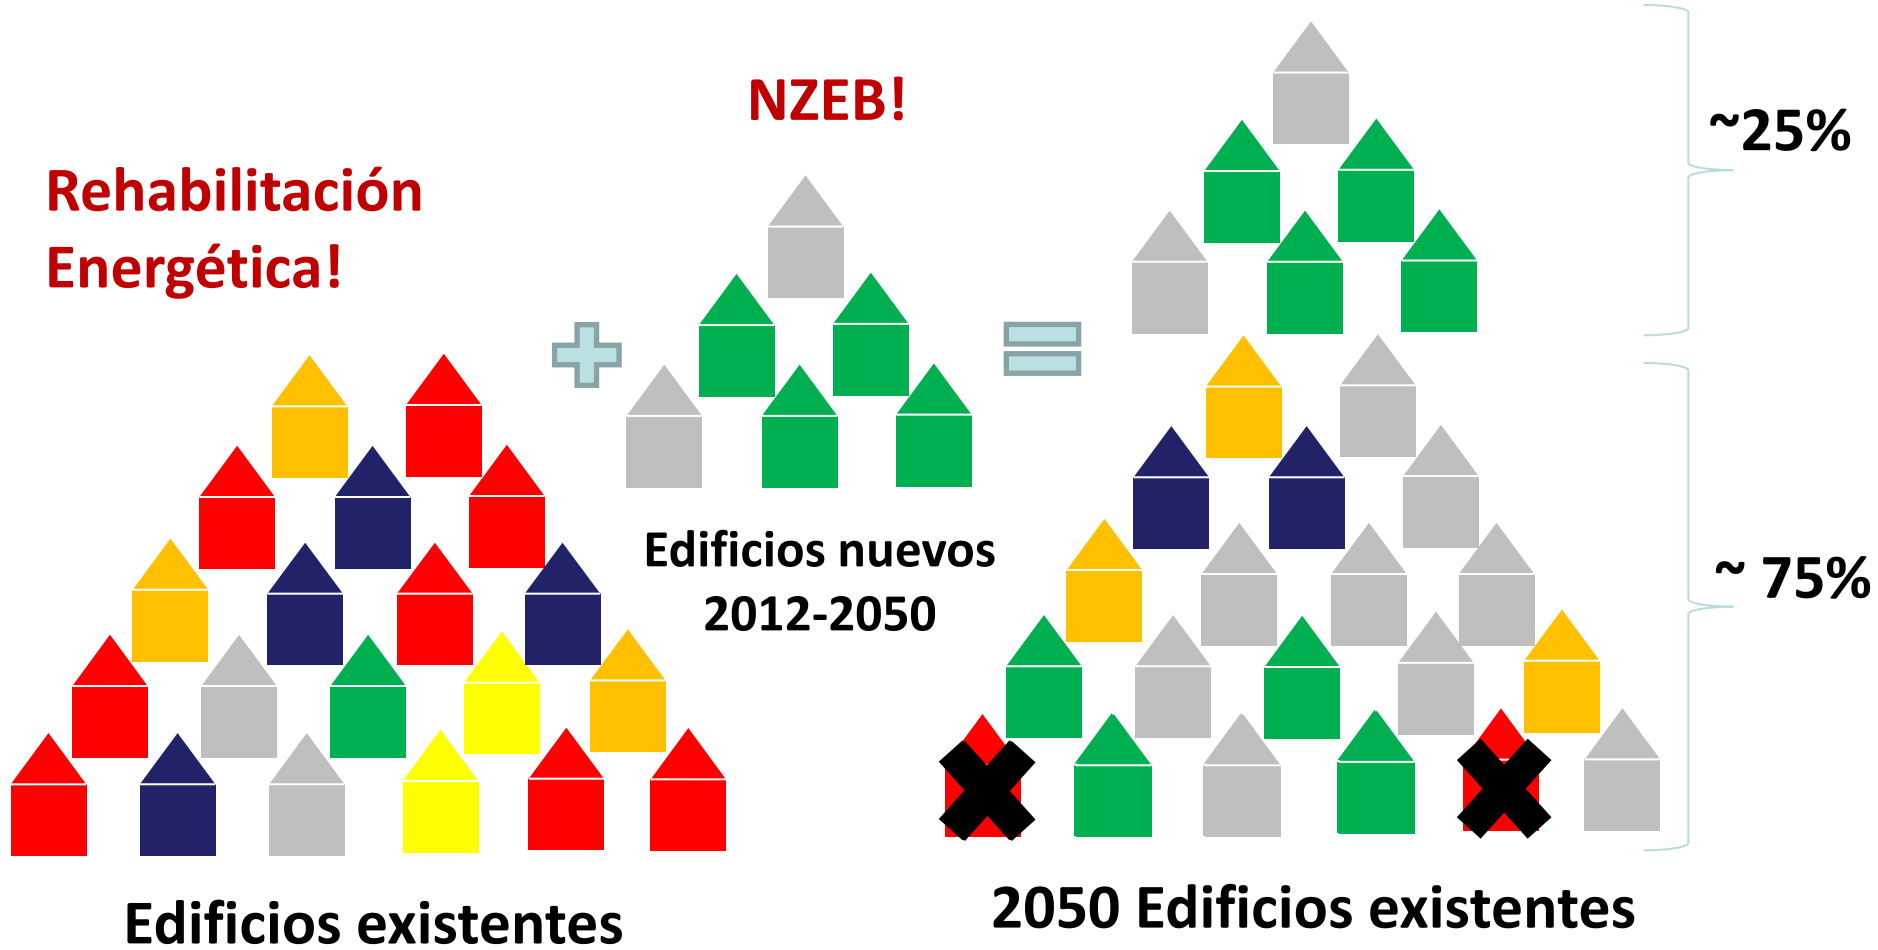 Rehabilitación
Energética!
NZEB!
~25%
Edificios nuevos
2012-2050
~ 75%
Edificios existentes
2050 Edificios existentes